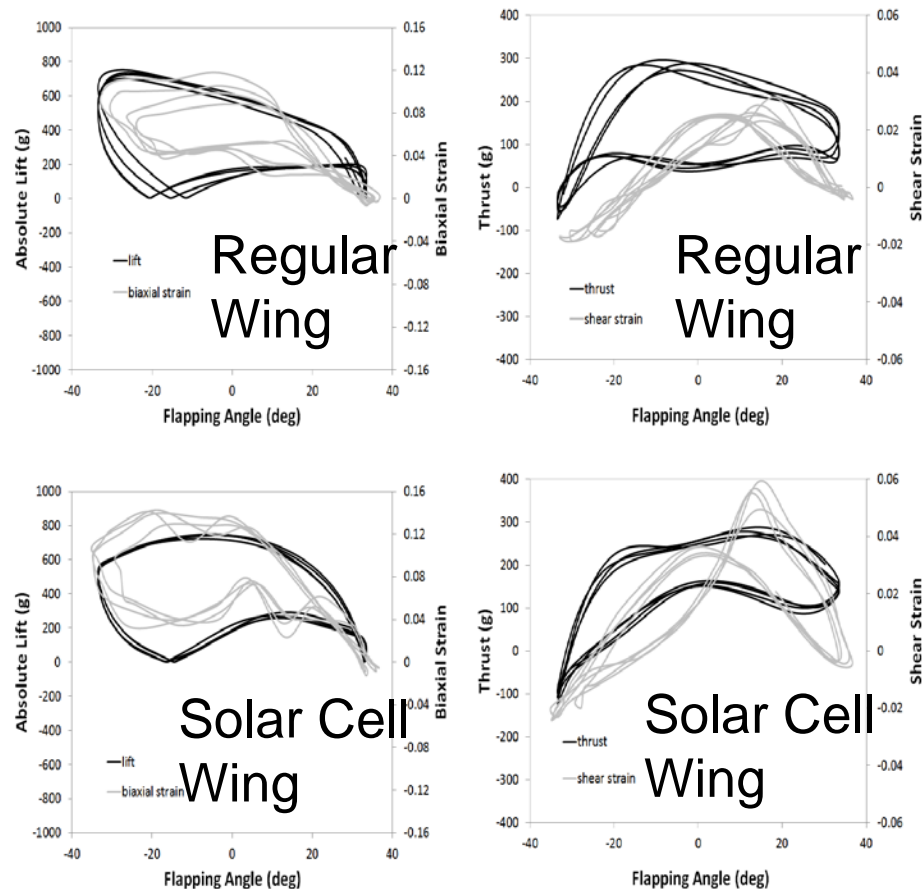 1000
800
600
400
200
0
-200
-400
-600
-800
-1000
Absolute Lift (g)
0.16
0.12
0.08
0.04
0
-0.04
-0.08
-0.12
-0.16
Biaxial Strain
lift
biaxial strain
Regular
Wing
-40 -20 0 20 40
Flapping Angle (deg)
400
300
200
100
0
-100
-200
-300
-400
Thrust (g)
0.06
0.04
0.02
0
-0.02
-0.04
-0.06
Shear Strain
thrust
shear strain
Regular
Wing
-40 -20 0 20 40
Flapping Angle (deg)
1000
800
600
400
200
0
-200
-400
-600
-800
-1000
Absolute Lift (g)
0.16
0.12
0.08
0.04
0
-0.04
-0.08
-0.12
-0.16
Biaxial Strain
lift
biaxial strain
Solar Cell
Wing
-40 -20 0 20 40
Flapping Angle (deg)
400
300
200
100
0
-100
-200
-300
-400
Thrust (g)
0.06
0.04
0.02
0
-0.02
-0.04
-0.06
Shear Strain
thrust
shear strain
Solar Cell
Wing
-40 -20 0 20 40
Flapping Angle (deg)